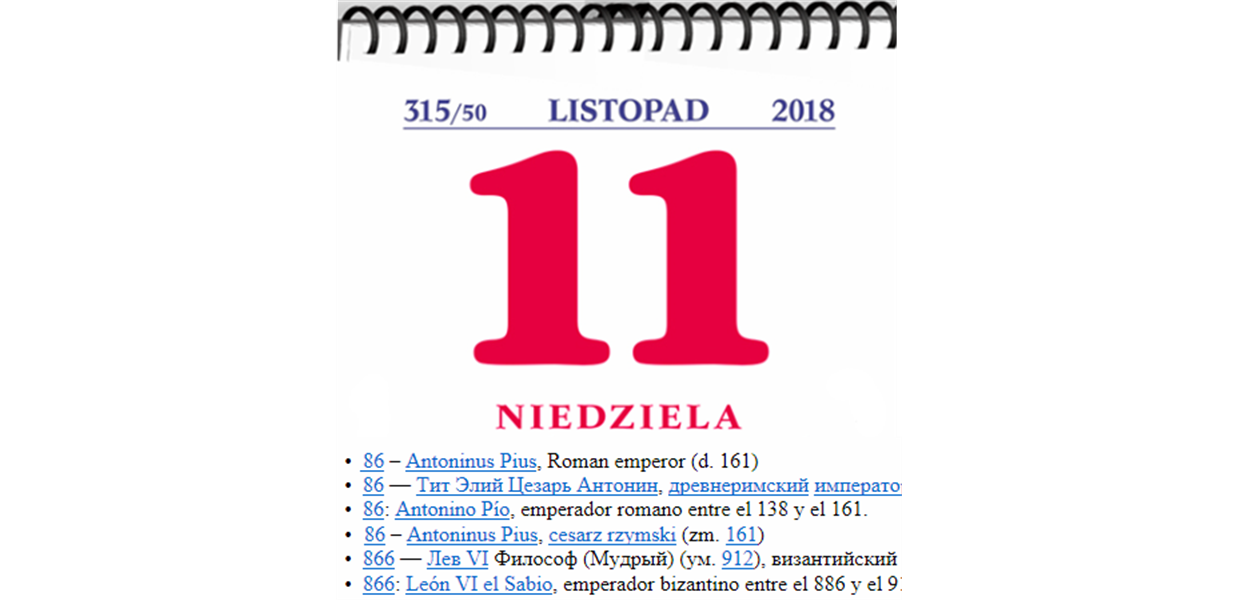 315/50 LISTOPAD 2018
11
NIEDZIELA
• 86 – Antoninus Pius, Roman emperor (d. 161)
• 86 — Тит Элий Цезарь Антонин, древнеримский императо
• 86: Antonino Pío, emperador romano entre el 138 y el 161.
• 86 – Antoninus Pius, cesarz rzymski (zm. 161)
• 866 — Лев VI Философ (Мудрый) (ум. 912), византийский
• 866: León VI el Sabio, emperador bizantino entre el 886 y el 9